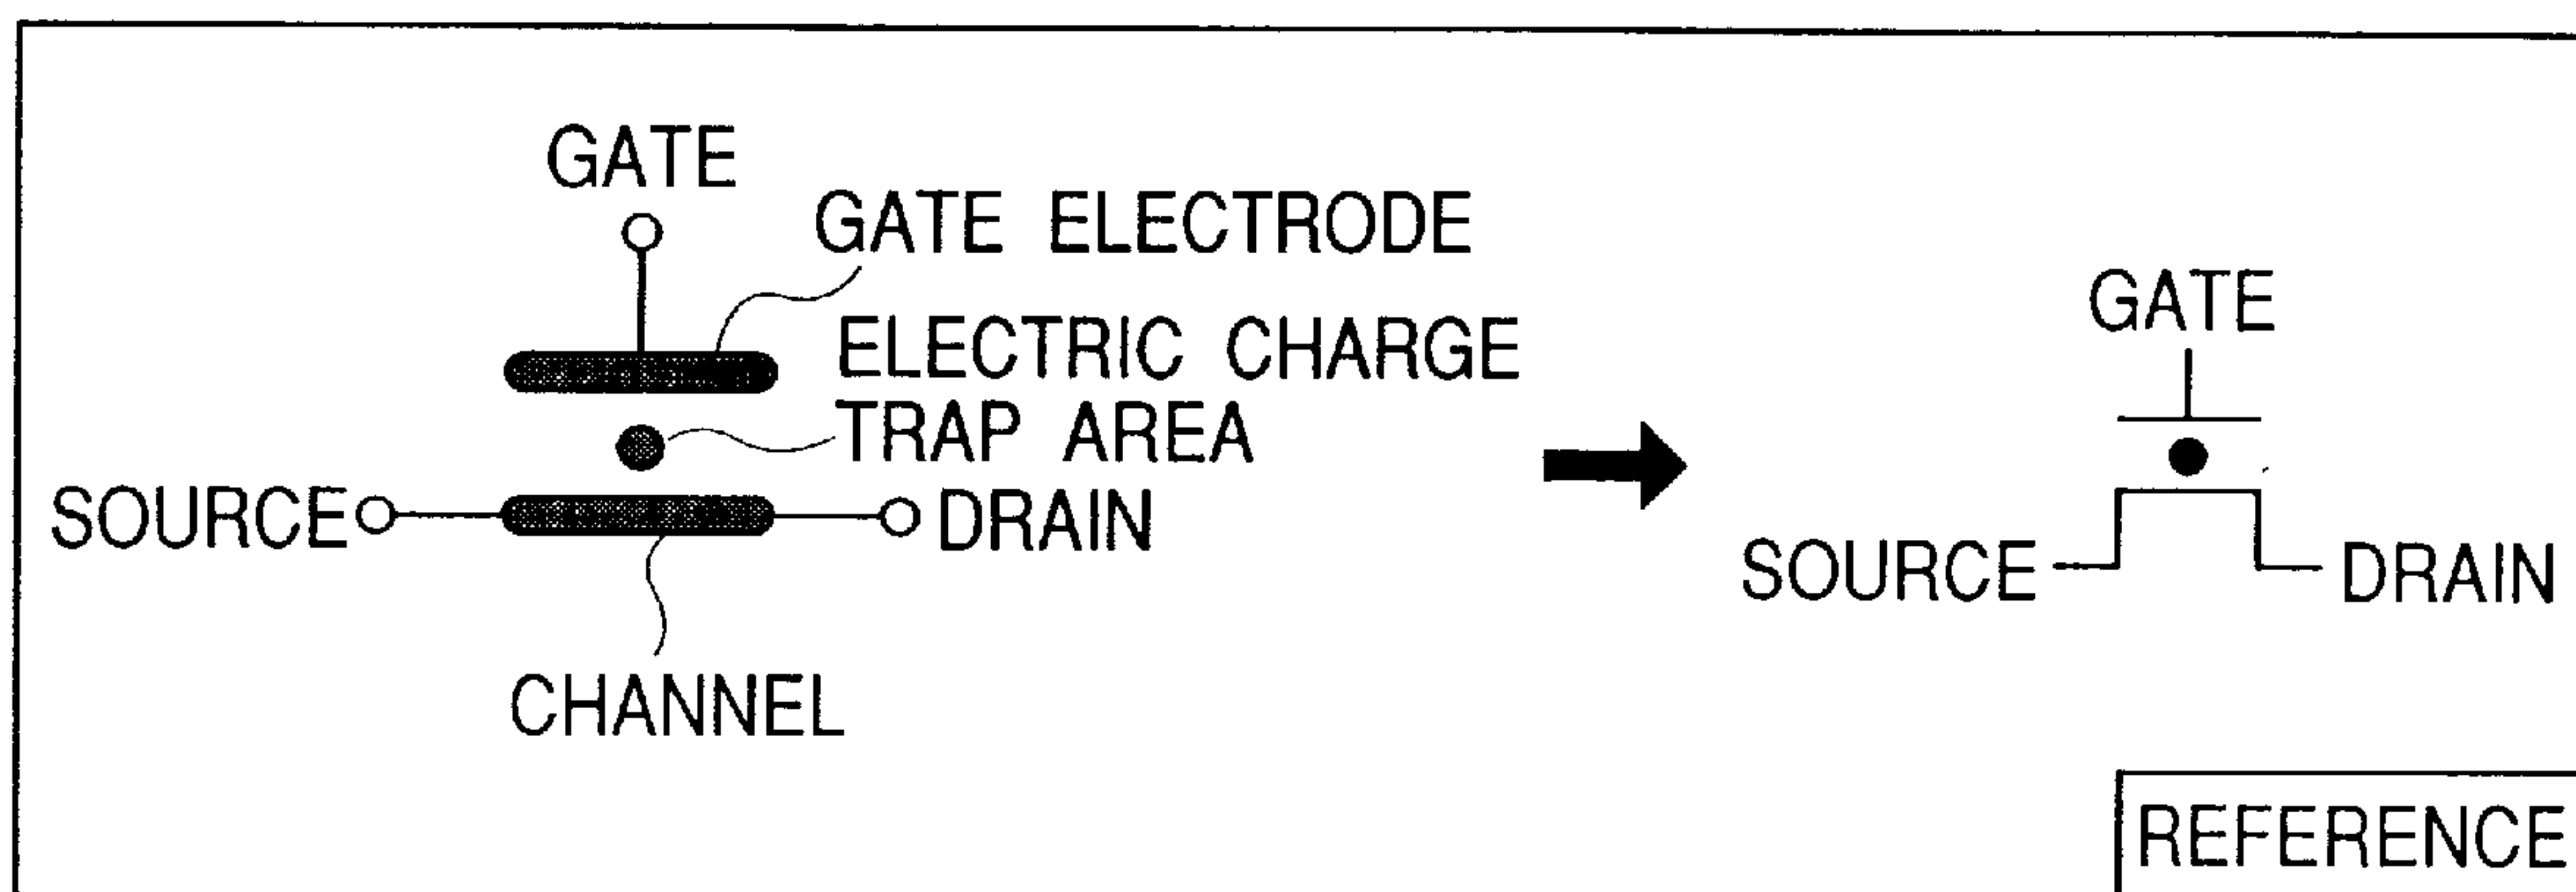 GATE
GATE ELECTRODE
ELECTRIC CHARGE
TRAP AREA
SOURCE
DRAIN
CHANNEL
GATE
SOURCE
DRAIN
REFERENCE